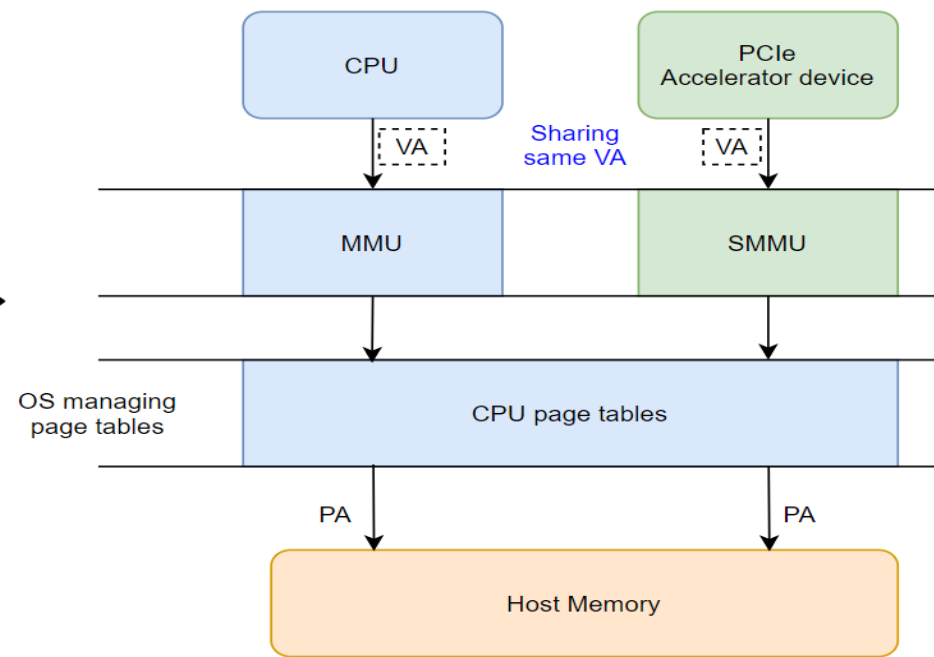 CPU
PCIe
Accelerator device
VA
Sharing
same VA
VA
MMU
SMMU
OS managing
page tables
CPU page tables
PA
PA
Host Memory